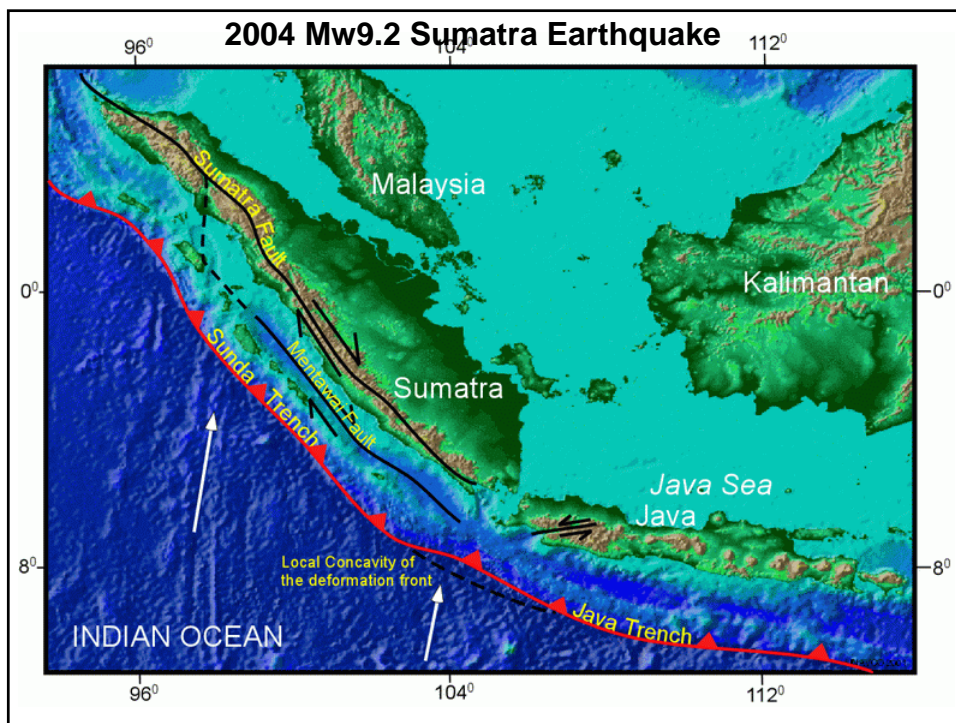 2004 Mw9.2 Sumatra Earthquake
96⁰
104⁰
112⁰
Sumatra Fault
Malaysia
Kalimantan
0⁰
0⁰
Mentawai Fault
Sunda Trench
Sumatra
Java Sea
Java
Local Concavity of
the deformation front
8⁰
8⁰
Java Trench
INDIAN OCEAN
96⁰
104⁰
112⁰